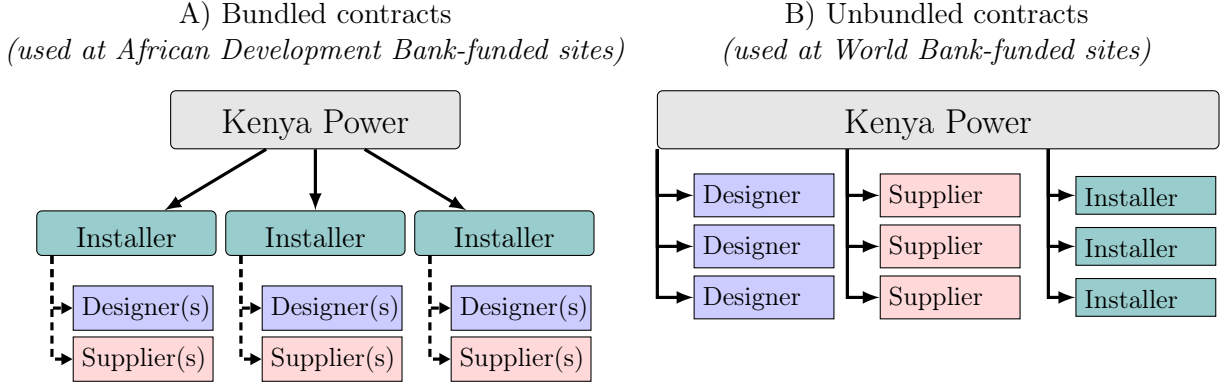 A) Bundled contracts
(used at African Development Bank-funded sites)
Kenya Power
Installer
Installer
Installer
Designer(s)
Designer(s)
Designer(s)
Supplier(s)
Supplier(s)
Supplier(s)
B) Unbundled contracts
(used at World Bank-funded sites)
Kenya Power
Designer
Supplier
Installer
Designer
Supplier
Installer
Designer
Supplier
Installer